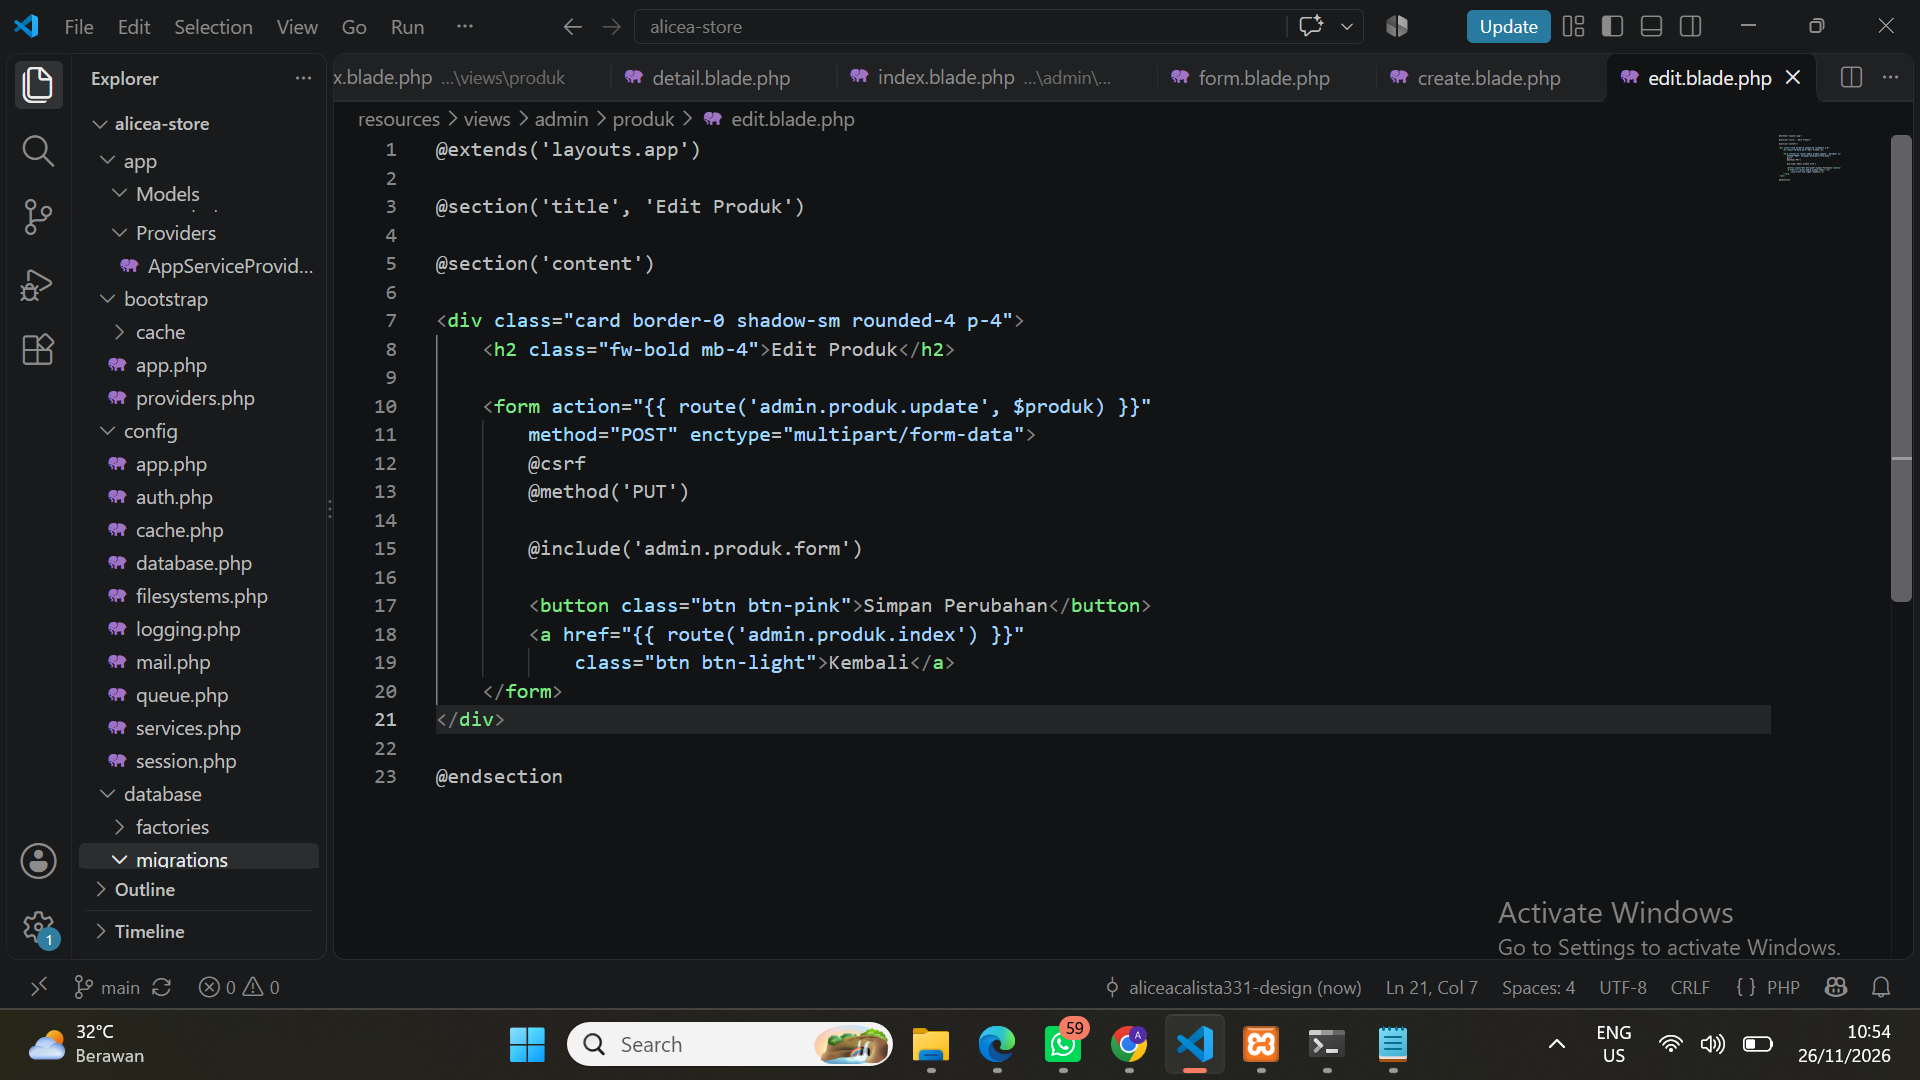 File Edit Selection View Go Run ···
alicea-store
Update
Explorer
x.blade.php ...\views\produk
detail.blade.php
index.blade.php ...\admin\...
form.blade.php
create.blade.php
edit.blade.php
resources > views > admin > produk > edit.blade.php
alicea-store
app
Models
Providers
AppServiceProvid...
bootstrap
cache
app.php
providers.php
config
app.php
auth.php
cache.php
database.php
filesystems.php
logging.php
mail.php
queue.php
services.php
session.php
database
factories
migrations
Outline
Timeline
1
1 @extends('layouts.app')
2
3 @section('title', 'Edit Produk')
4
5 @section('content')
6
7 <div class="card border-0 shadow-sm rounded-4 p-4">
8 <h2 class="fw-bold mb-4">Edit Produk</h2>
9
10 <form action="{{ route('admin.produk.update', $produk) }}"
11 method="POST" enctype="multipart/form-data">
12 @csrf
13 @method('PUT')
14
15 @include('admin.produk.form')
16
17 <button class="btn btn-pink">Simpan Perubahan</button>
18 <a href="{{ route('admin.produk.index') }}"
19 class="btn btn-light">Kembali</a>
20 </form>
21 </div>
22
23 @endsection
Activate Windows
Go to Settings to activate Windows.
main 0 0
aliceacalista331-design (now) Ln 21, Col 7 Spaces: 4 UTF-8 CRLF { } PHP
32°C
Berawan
Search
59
A
ENG
US
10:54
26/11/2026